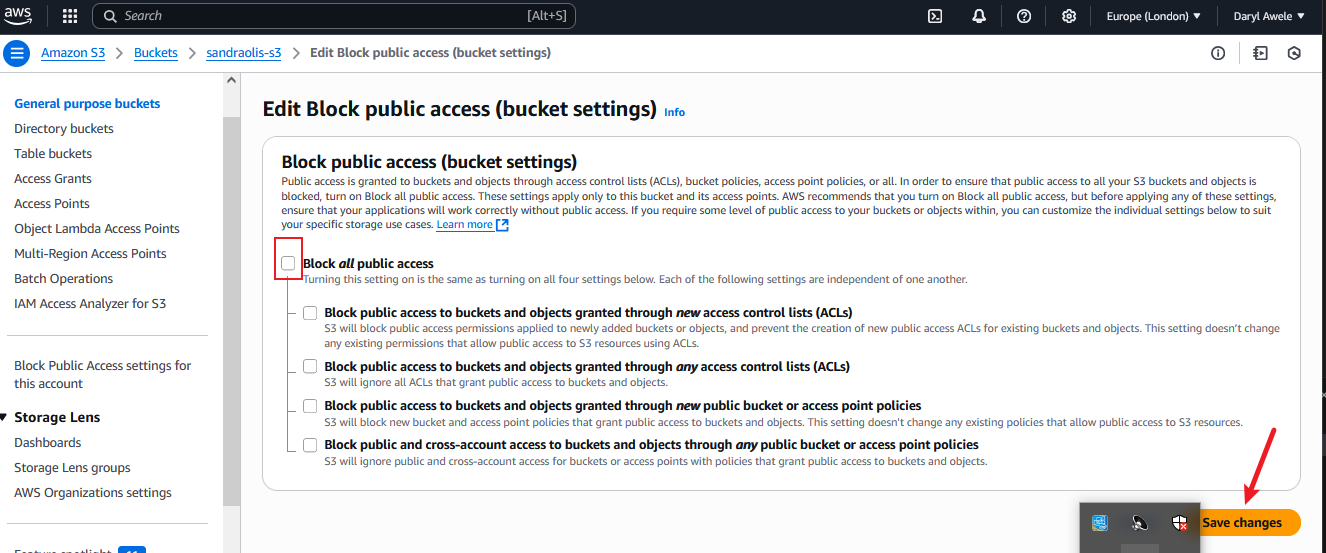 aws
Search
[Alt+S]
Europe (London)
Daryl Awele
Amazon S3
Buckets
sandraolis-s3
Edit Block public access (bucket settings)
General purpose buckets
Directory buckets
Table buckets
Access Grants
Access Points
Object Lambda Access Points
Multi-Region Access Points
Batch Operations
IAM Access Analyzer for S3
Block Public Access settings for
this account
Storage Lens
Dashboards
Storage Lens groups
AWS Organizations settings
Edit Block public access (bucket settings) Info
Block public access (bucket settings)
Public access is granted to buckets and objects through access control lists (ACLs), bucket policies, access point policies, or all. In order to ensure that public access to all your S3 buckets and objects is
blocked, turn on Block all public access. These settings apply only to this bucket and its access points. AWS recommends that you turn on Block all public access, but before applying any of these settings,
ensure that your applications will work correctly without public access. If you require some level of public access to your buckets or objects within, you can customize the individual settings below to suit
your specific storage use cases. Learn more
Block all public access
Turning this setting on is the same as turning on all four settings below. Each of the following settings are independent of one another.
Block public access to buckets and objects granted through new access control lists (ACLs)
S3 will block public access permissions applied to newly added buckets or objects, and prevent the creation of new public access ACLs for existing buckets and objects. This setting doesn't change
any existing permissions that allow public access to S3 resources using ACLs.
Block public access to buckets and objects granted through any access control lists (ACLs)
S3 will ignore all ACLs that grant public access to buckets and objects.
Block public access to buckets and objects granted through new public bucket or access point policies
S3 will block new bucket and access point policies that grant public access to buckets and objects. This setting doesn't change any existing policies that allow public access to S3 resources.
Block public and cross-account access to buckets and objects through any public bucket or access point policies
S3 will ignore public and cross-account access for buckets or access points with policies that grant public access to buckets and objects.
Save changes